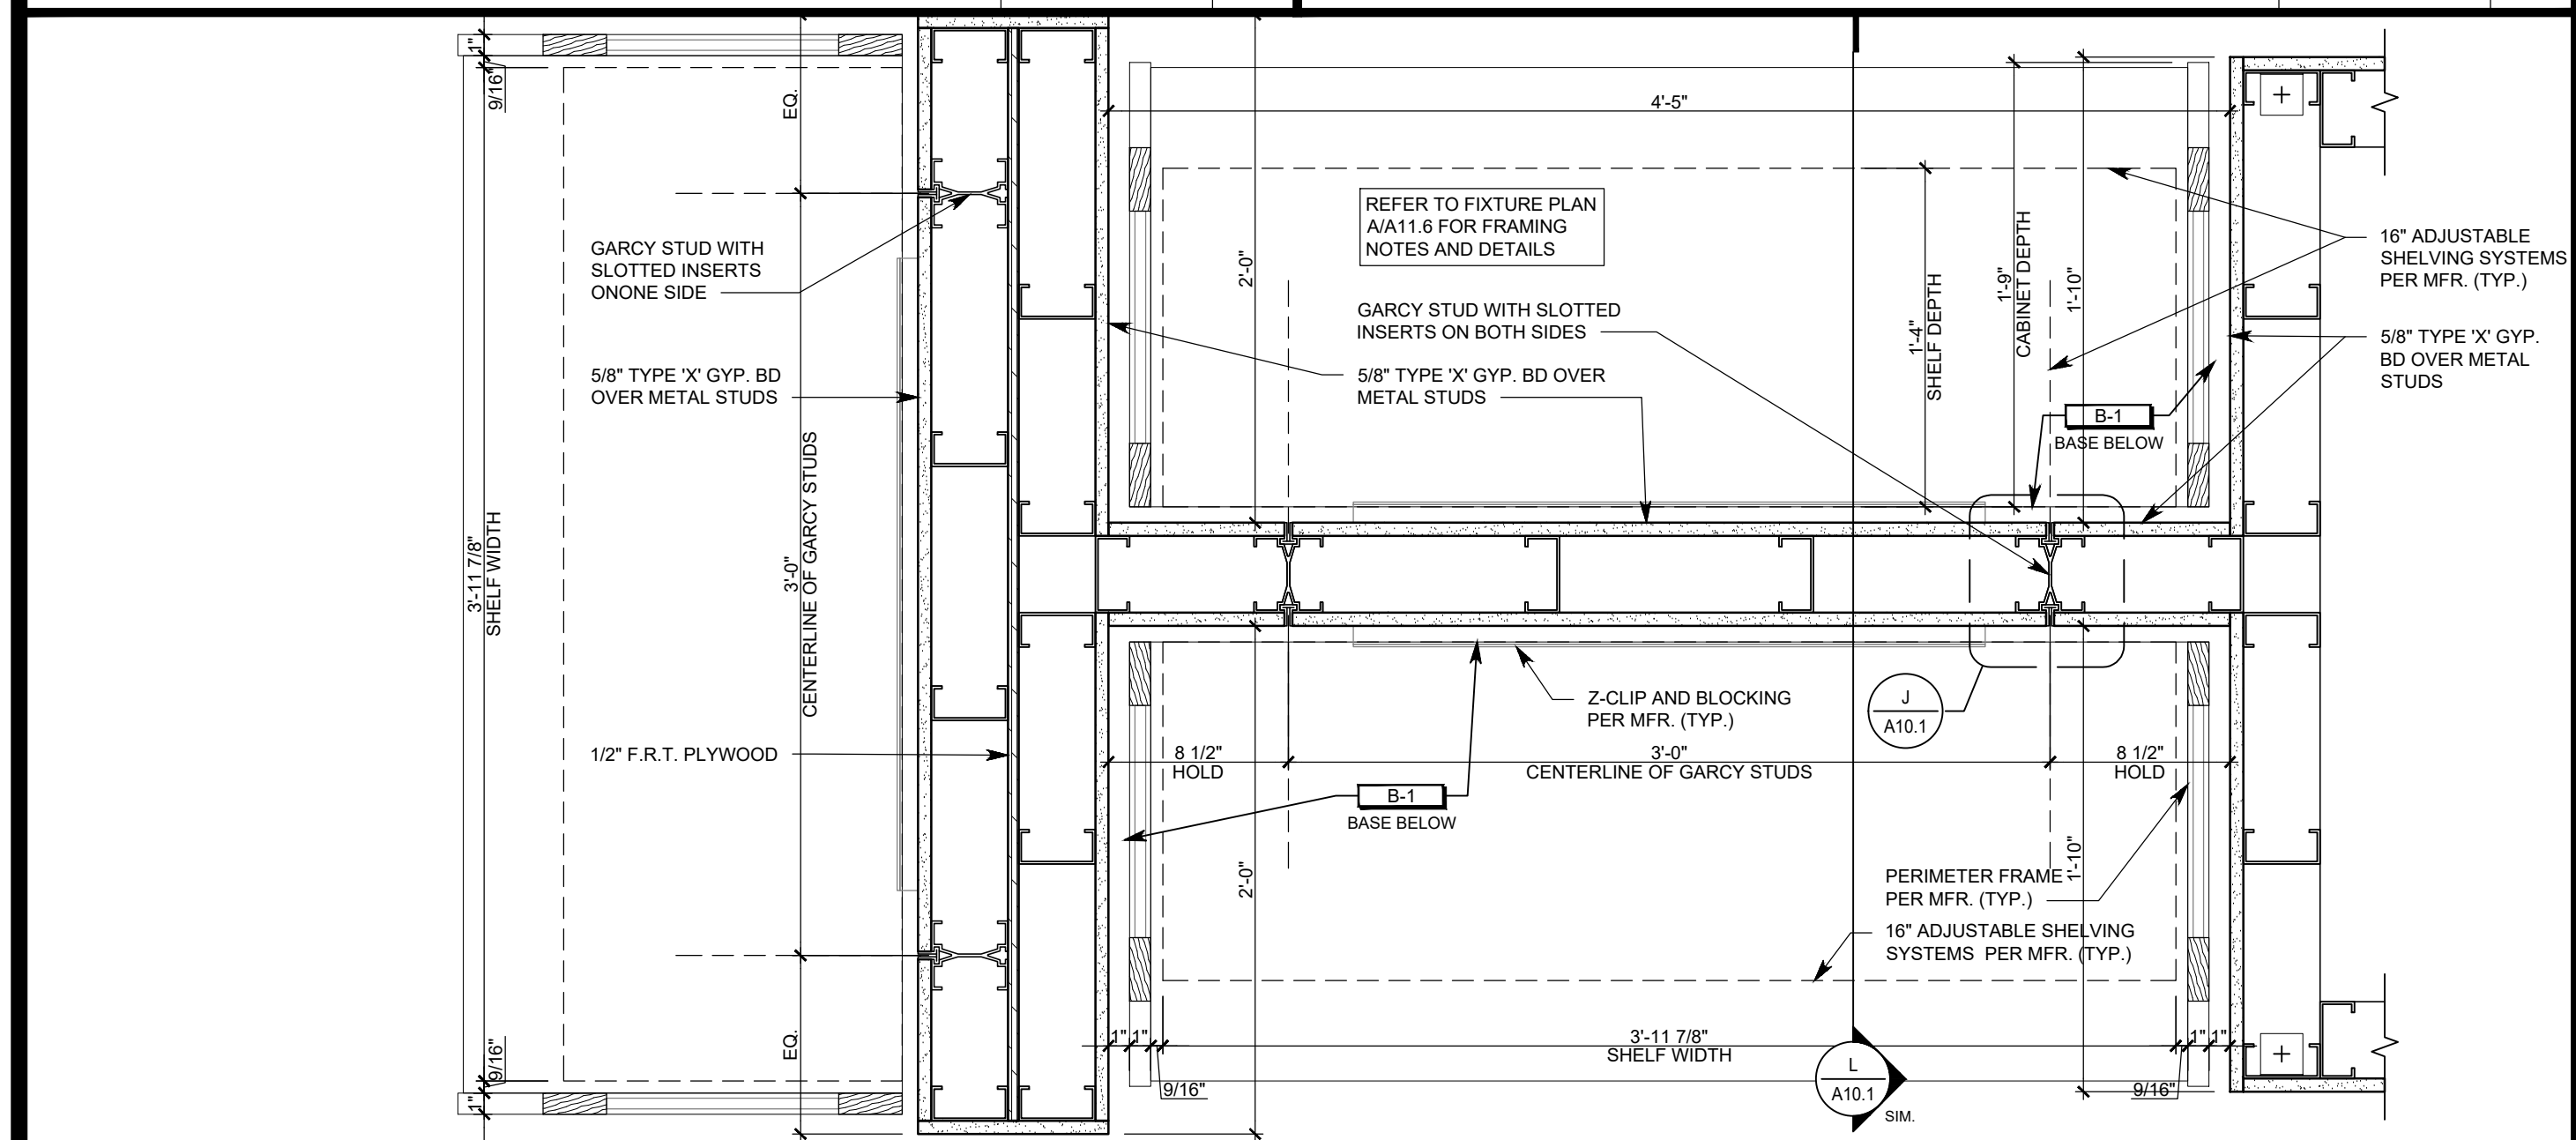 1"
9/16"
EQ.
4'-5"
REFER TO FIXTURE PLAN
A/A11.6 FOR FRAMING
NOTES AND DETAILS
GARCY STUD WITH
SLOTTED INSERTS
ONONE SIDE
2'-0"
1'-4"
SHELF DEPTH
1'-9"
CABINET DEPTH
1'-10"
16" ADJUSTABLE
SHELVING SYSTEMS
PER MFR. (TYP.)
GARCY STUD WITH SLOTTED
INSERTS ON BOTH SIDES
5/8" TYPE 'X' GYP.
BD OVER METAL
STUDS
5/8" TYPE 'X' GYP. BD
OVER METAL STUDS
5/8" TYPE 'X' GYP. BD OVER
METAL STUDS
B-1
BASE BELOW
3'-11 7/8"
SHELF WIDTH
3'-0"
CENTERLINE OF GARCY STUDS
Z-CLIP AND BLOCKING
PER MFR. (TYP.)
J
A10.1
1/2" F.R.T. PLYWOOD
8 1/2"
HOLD
3'-0"
CENTERLINE OF GARCY STUDS
8 1/2"
HOLD
B-1
BASE BELOW
2'-0"
1'-10"
PERIMETER FRAME
PER MFR. (TYP.)
16" ADJUSTABLE SHELVING
SYSTEMS PER MFR. (TYP.)
EQ.
9/16"
1"
1" 1"
9/16"
3'-11 7/8"
SHELF WIDTH
1" 1"
9/16"
L
A10.1
SIM.